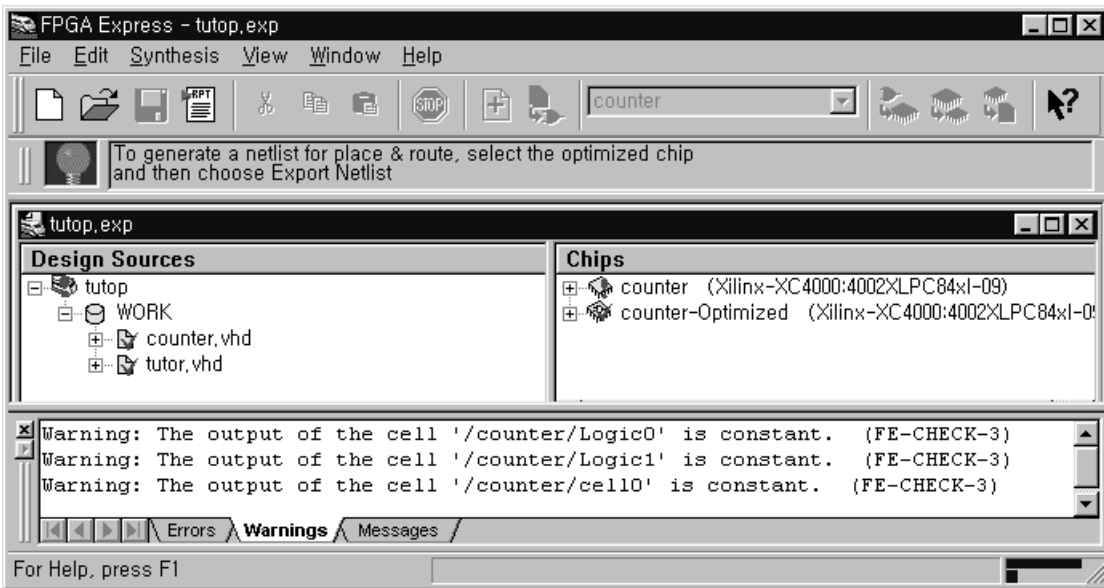 FPGA Express - tutop,exp
File Edit Synthesis View Window Help
RPT STOP counter ?
To generate a netlist for place & route, select the optimized chip
and then choose Export Netlist
tutop,exp
Design Sources
tutop
WORK
counter,vhd
tutor,vhd
Chips
counter (Xilinx-XC4000:4002XLPC84xl-09)
counter-Optimized (Xilinx-XC4000:4002XLPC84xl-0
Warning: The output of the cell '/counter/Logic0' is constant. (FE-CHECK-3)
Warning: The output of the cell '/counter/Logic1' is constant. (FE-CHECK-3)
Warning: The output of the cell '/counter/cell0' is constant. (FE-CHECK-3)
Errors Warnings Messages
For Help, press F1